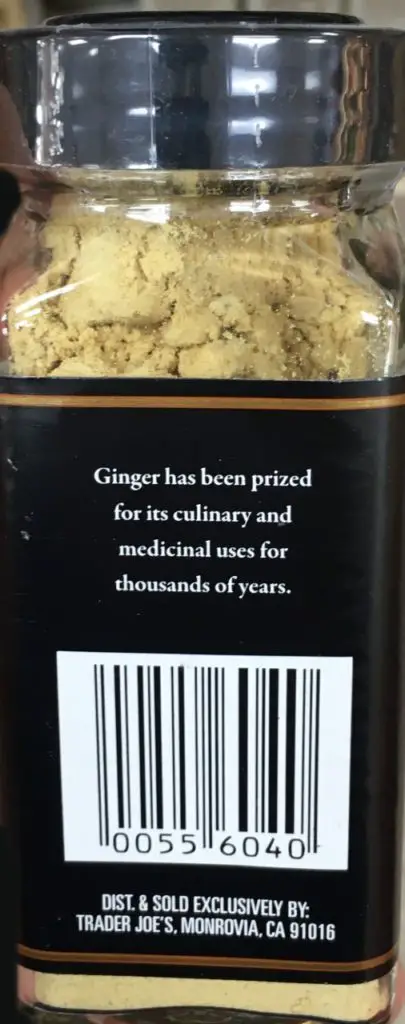 Ginger has been prized
for its culinary and
medicinal uses for
thousands of years.
0055 6040
DIST. & SOLD EXCLUSIVELY BY:
TRADER JOE'S, MONROVIA, CA 91016